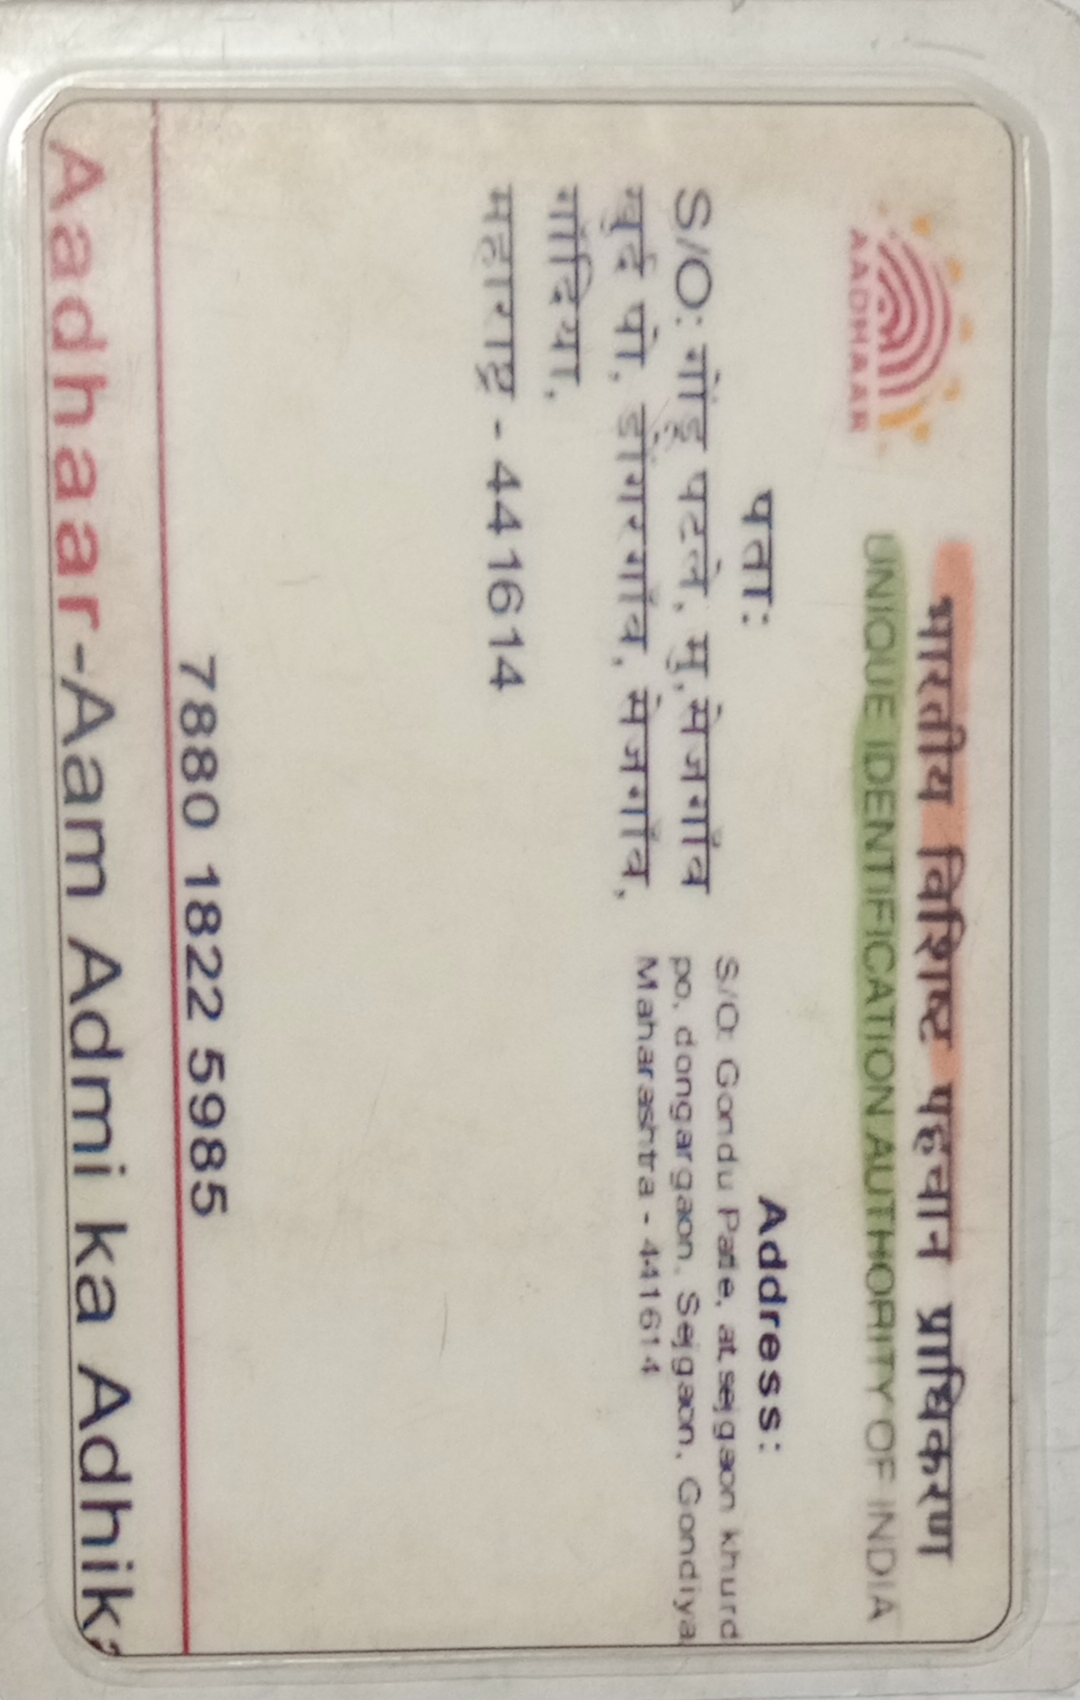 भारतीय विशिष्ट पहचान प्राधिकरण
UNIQUE IDENTIFICATION AUTHORITY OF INDIA
AADHAAR
पता:
S/O: गोंदू पटले, मु.सेजगाँव
खुर्द पो, डोंगरगाँव, सेजगाँव,
गोंदिया,
महाराष्ट्र - 441614
Address:
S/O: Gondu Patle, at sejgaon khurd
po, dongargaon, Sejgaon, Gondiya
Maharashtra - 441614
7880 1822 5985
Aadhaar-Aam Admi ka Adhik